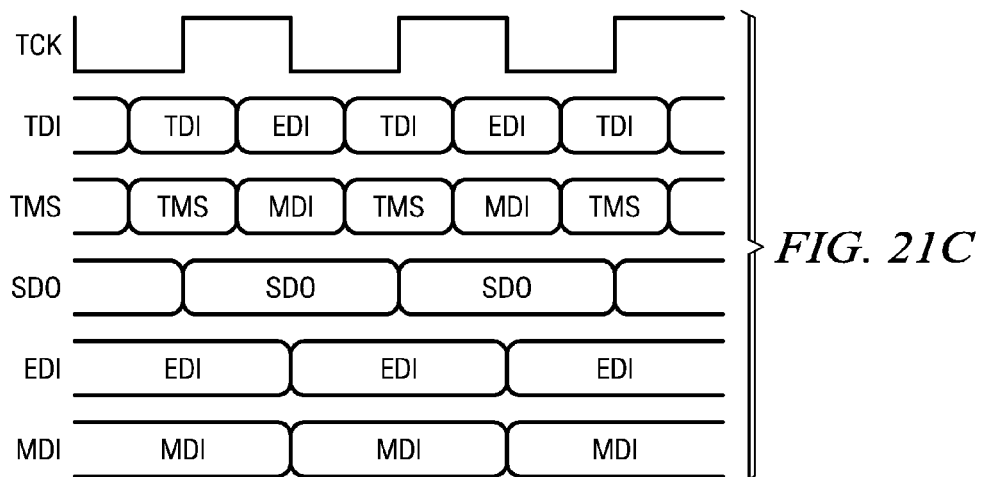 TCK
TDI TDI EDI TDI EDI TDI
TMS TMS MDI TMS MDI TMS
SDO SDO SDO
EDI EDI EDI EDI
MDI MDI MDI MDI
FIG. 21C